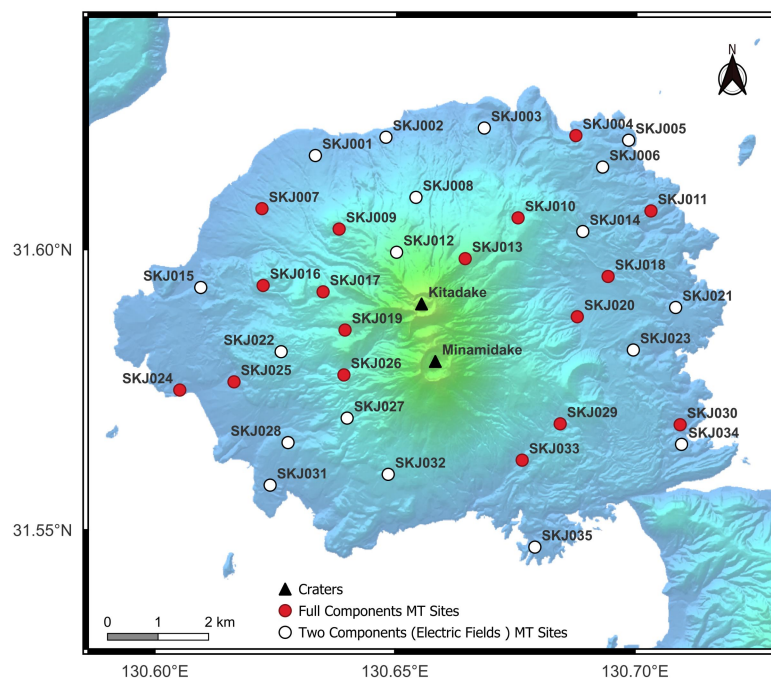 N
SKJ003
SKJ004
SKJ005
SKJ002
SKJ001
SKJ006
SKJ008
SKJ007
SKJ011
SKJ009
SKJ010
SKJ014
SKJ012
31.60°N
SKJ013
SKJ018
SKJ015
SKJ016
SKJ017
Kitadake
SKJ021
SKJ020
SKJ019
SKJ022
Minamidake
SKJ023
SKJ026
SKJ025
SKJ024
SKJ027
SKJ029
SKJ030
SKJ028
SKJ034
SKJ033
SKJ032
SKJ031
31.55°N
SKJ035
Craters
Full Components MT Sites
Two Components (Electric Fields ) MT Sites
0 1 2 km
130.60°E 130.65°E 130.70°E